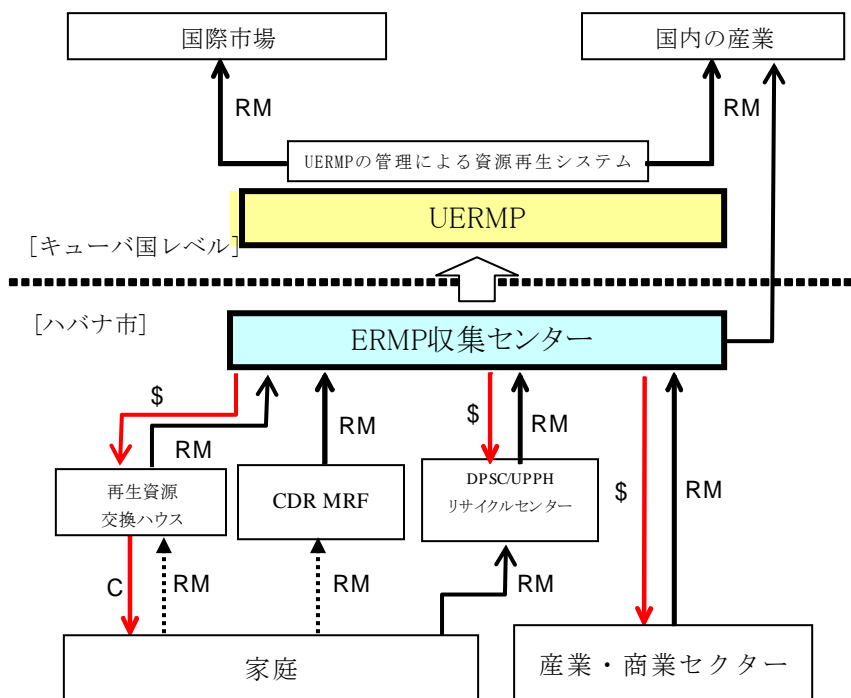 国際市場
国内の産業
RM
RM
UERMPの管理による資源再生システム
UERMP
[キューバ国レベル]
[ハバナ市]
ERMP収集センター
$
RM
RM
$
RM
$
RM
再生資源
交換ハウス
CDR MRF
DPSC/UPPH
リサイクルセンター
C
RM
RM
RM
家庭
産業・商業セクター